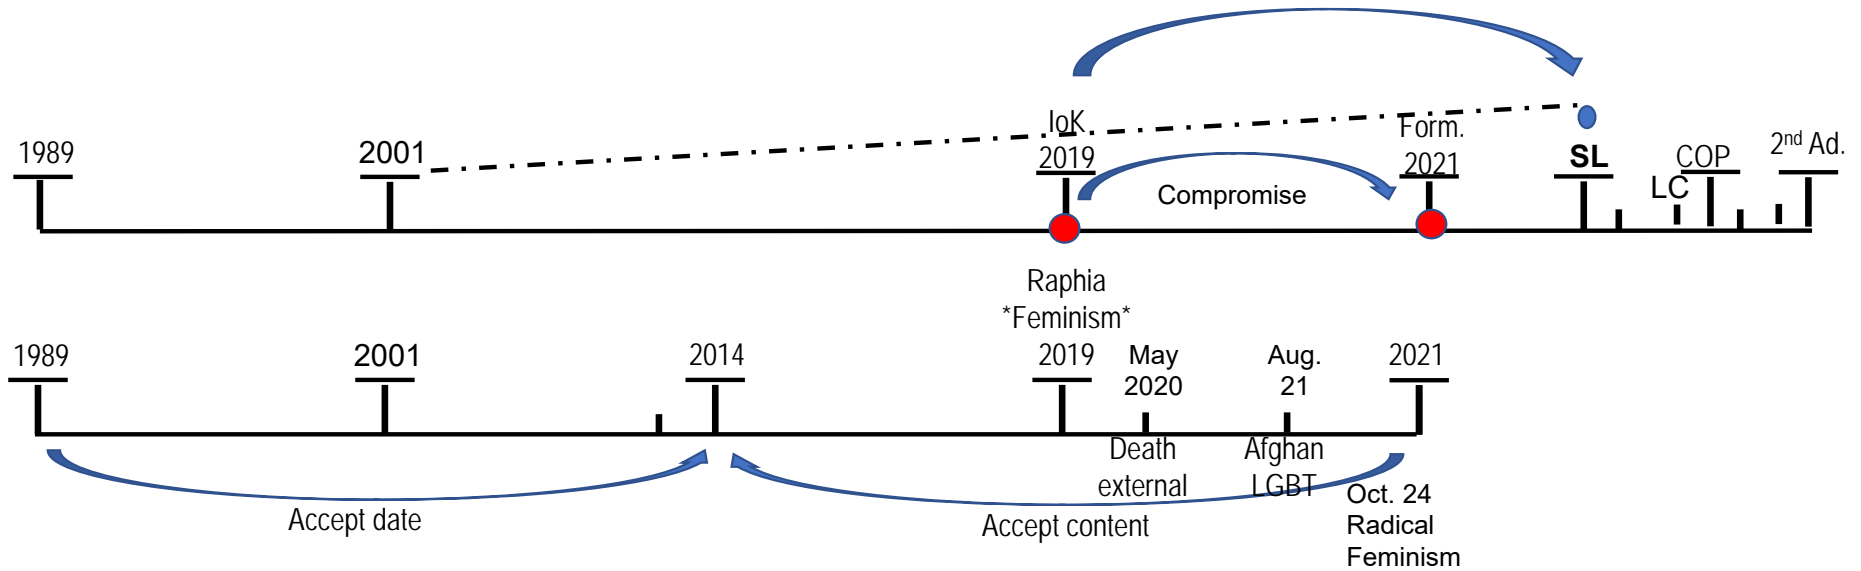 IoK
Form.
1989
2001
2019
2021
SL
COP
2nd Ad.
LC
Compromise
Raphia
*Feminism*
1989
2001
2014
2019
May
2020
Aug.
21
2021
Death
external
Afghan
LGBT
Oct. 24
Radical
Feminism
Accept date
Accept content